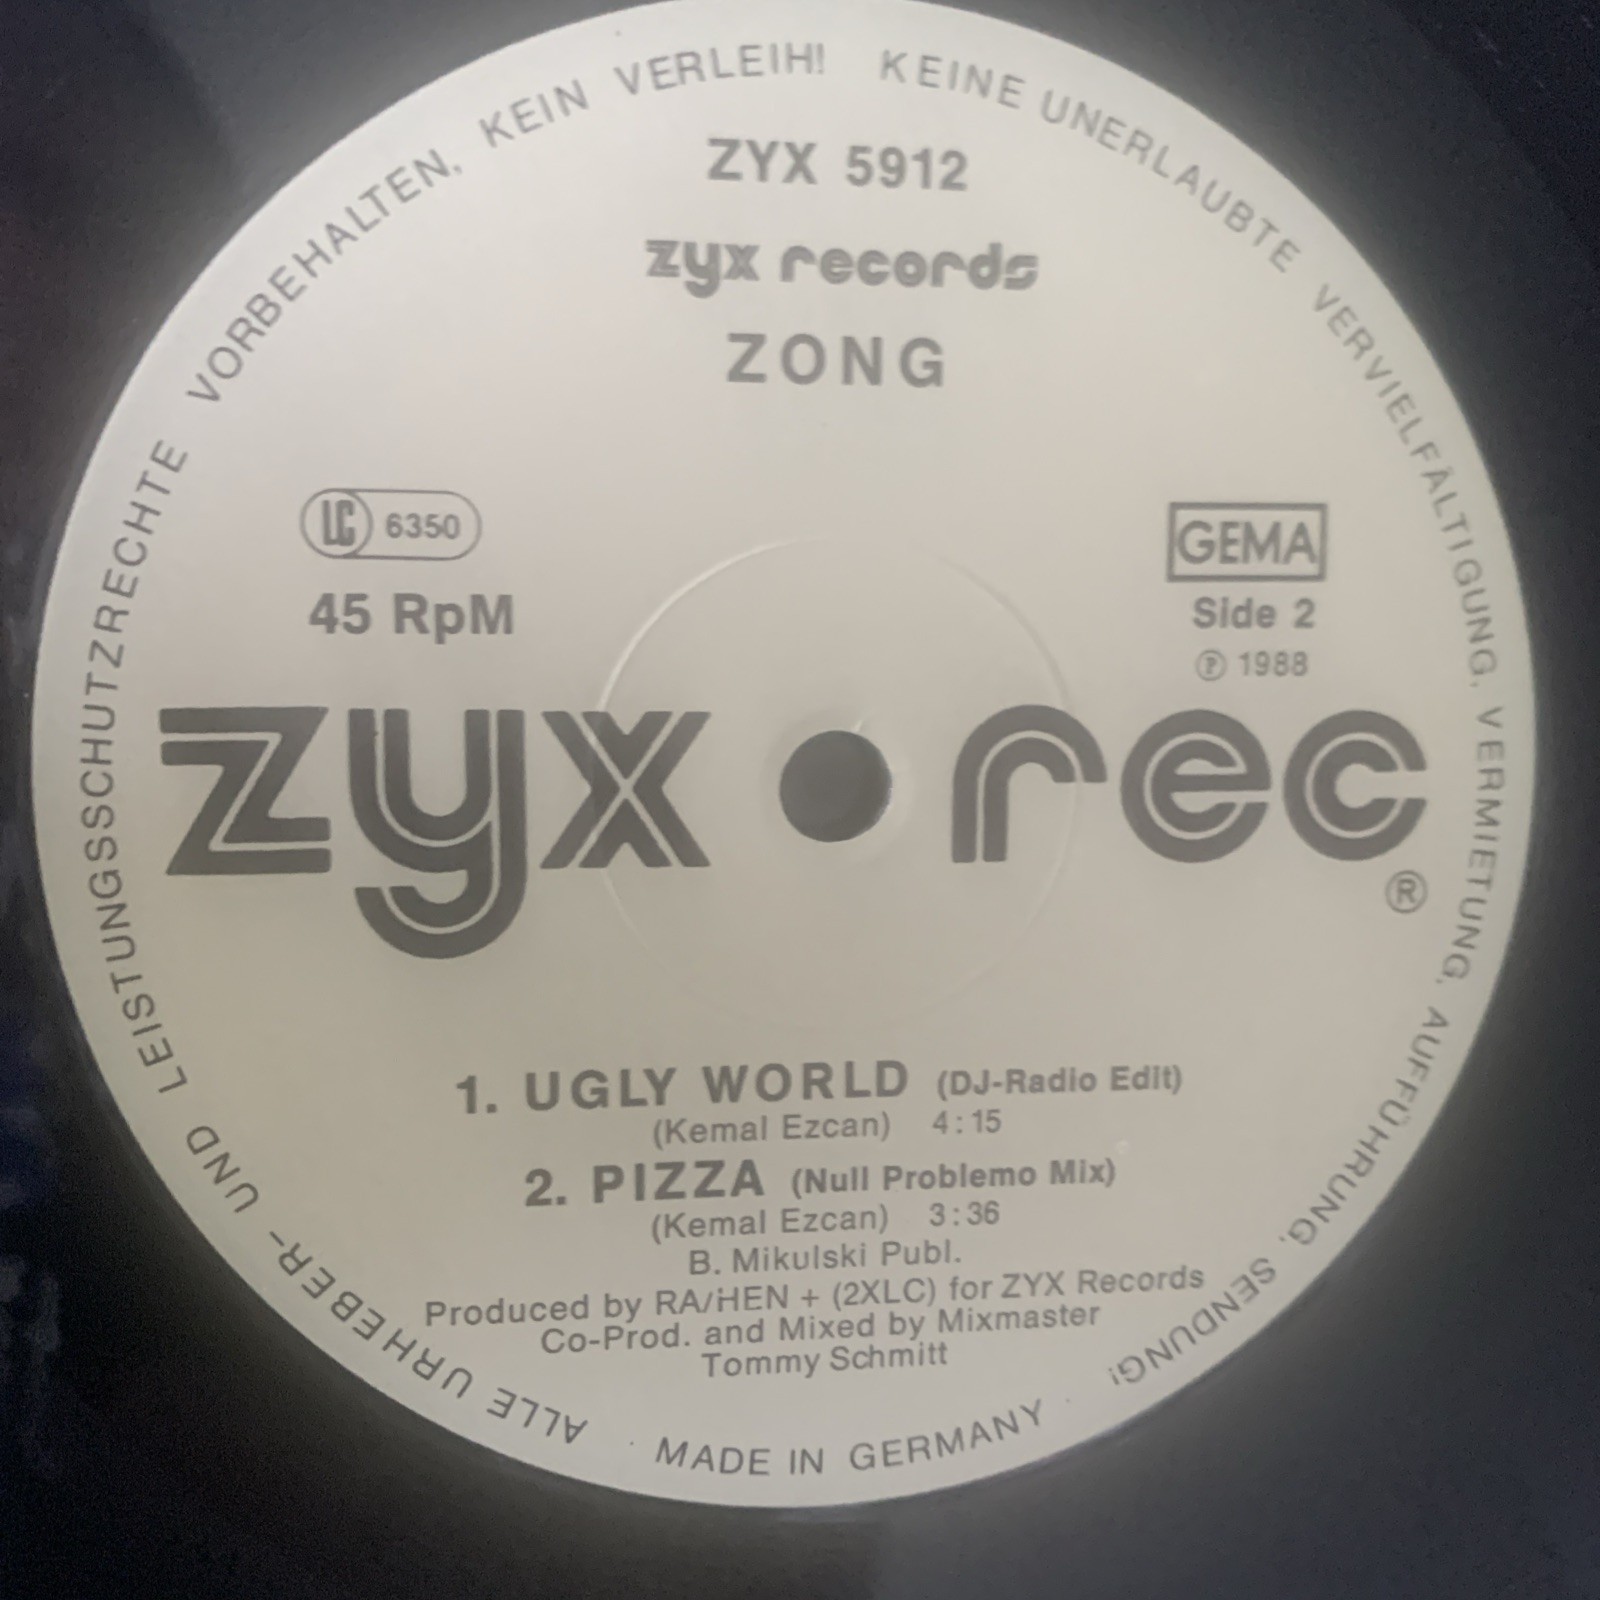 ALLE URHEBER- UND LEISTUNGSSCHUTZRECHTE VORBEHALTEN, KEIN VERLEIH! KEINE UNERLAUBTE VERVIELFÄLTIGUNG, VERMIETUNG, AUFFÜHRUNG, SENDUNG!
ZYX 5912
zyx records
ZONG
LC 6350
GEMA
45 RpM
Side 2
℗ 1988
zyx rec
®
1. UGLY WORLD (DJ-Radio Edit)
(Kemal Ezcan) 4:15
2. PIZZA (Null Problemo Mix)
(Kemal Ezcan) 3:36
B. Mikulski Publ.
Produced by RA/HEN + (2XLC) for ZYX Records
Co-Prod. and Mixed by Mixmaster
Tommy Schmitt
· MADE IN GERMANY ·